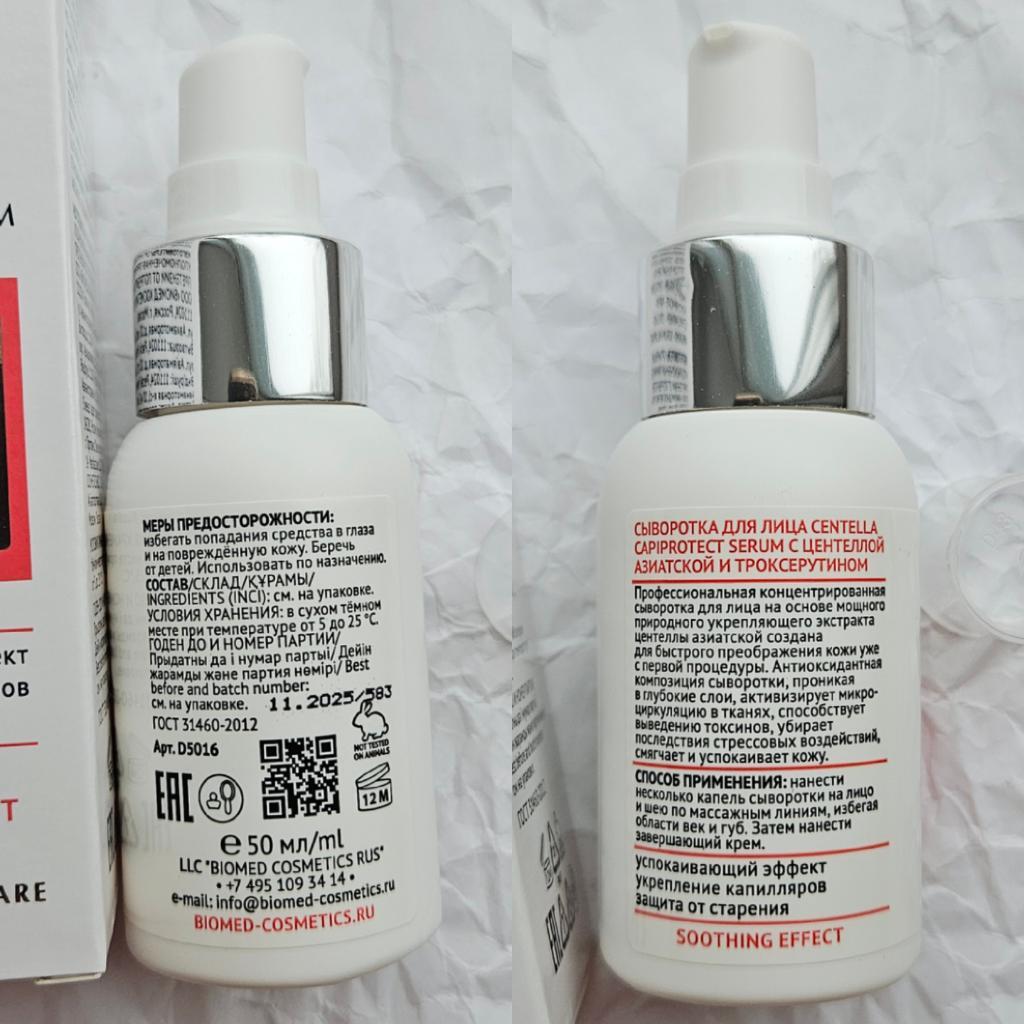 М
ЕКТ
ОВ
Т
ARE
МЕРЫ ПРЕДОСТОРОЖНОСТИ:
избегать попадания средства в глаза
и на повреждённую кожу. Беречь
от детей. Использовать по назначению.
СОСТАВ/СКЛАД/ҚҰРАМЫ/
INGREDIENTS (INCI): см. на упаковке.
УСЛОВИЯ ХРАНЕНИЯ: в сухом тёмном
месте при температуре от 5 до 25 °С.
ГОДЕН ДО И НОМЕР ПАРТИИ/
Прыдатны да і нумар партыі/ Дейін
жарамды және партия нөмірі/ Best
before and batch number:
см. на упаковке. 11.2025/583
ГОСТ 31460-2012
NOT TESTED
ON ANIMALS
Арт. D5016
EAC
12 M
℮ 50 мл/ml
LLC "BIOMED COSMETICS RUS"
• +7 495 109 34 14 •
e-mail: info@biomed-cosmetics.ru
BIOMED-COSMETICS.RU
СЫВОРОТКА ДЛЯ ЛИЦА CENTELLA
CAPIPROTECT SERUM С ЦЕНТЕЛЛОЙ
АЗИАТСКОЙ И ТРОКСЕРУТИНОМ
Профессиональная концентрированная
сыворотка для лица на основе мощного
природного укрепляющего экстракта
центеллы азиатской создана
для быстрого преображения кожи уже
с первой процедуры. Антиоксидантная
композиция сыворотки, проникая
в глубокие слои, активизирует микро-
циркуляцию в тканях, способствует
выведению токсинов, убирает
последствия стрессовых воздействий,
смягчает и успокаивает кожу.
СПОСОБ ПРИМЕНЕНИЯ: нанести
несколько капель сыворотки на лицо
и шею по массажным линиям, избегая
области век и губ. Затем нанести
завершающий крем.
успокаивающий эффект
укрепление капилляров
защита от старения
SOOTHING EFFECT